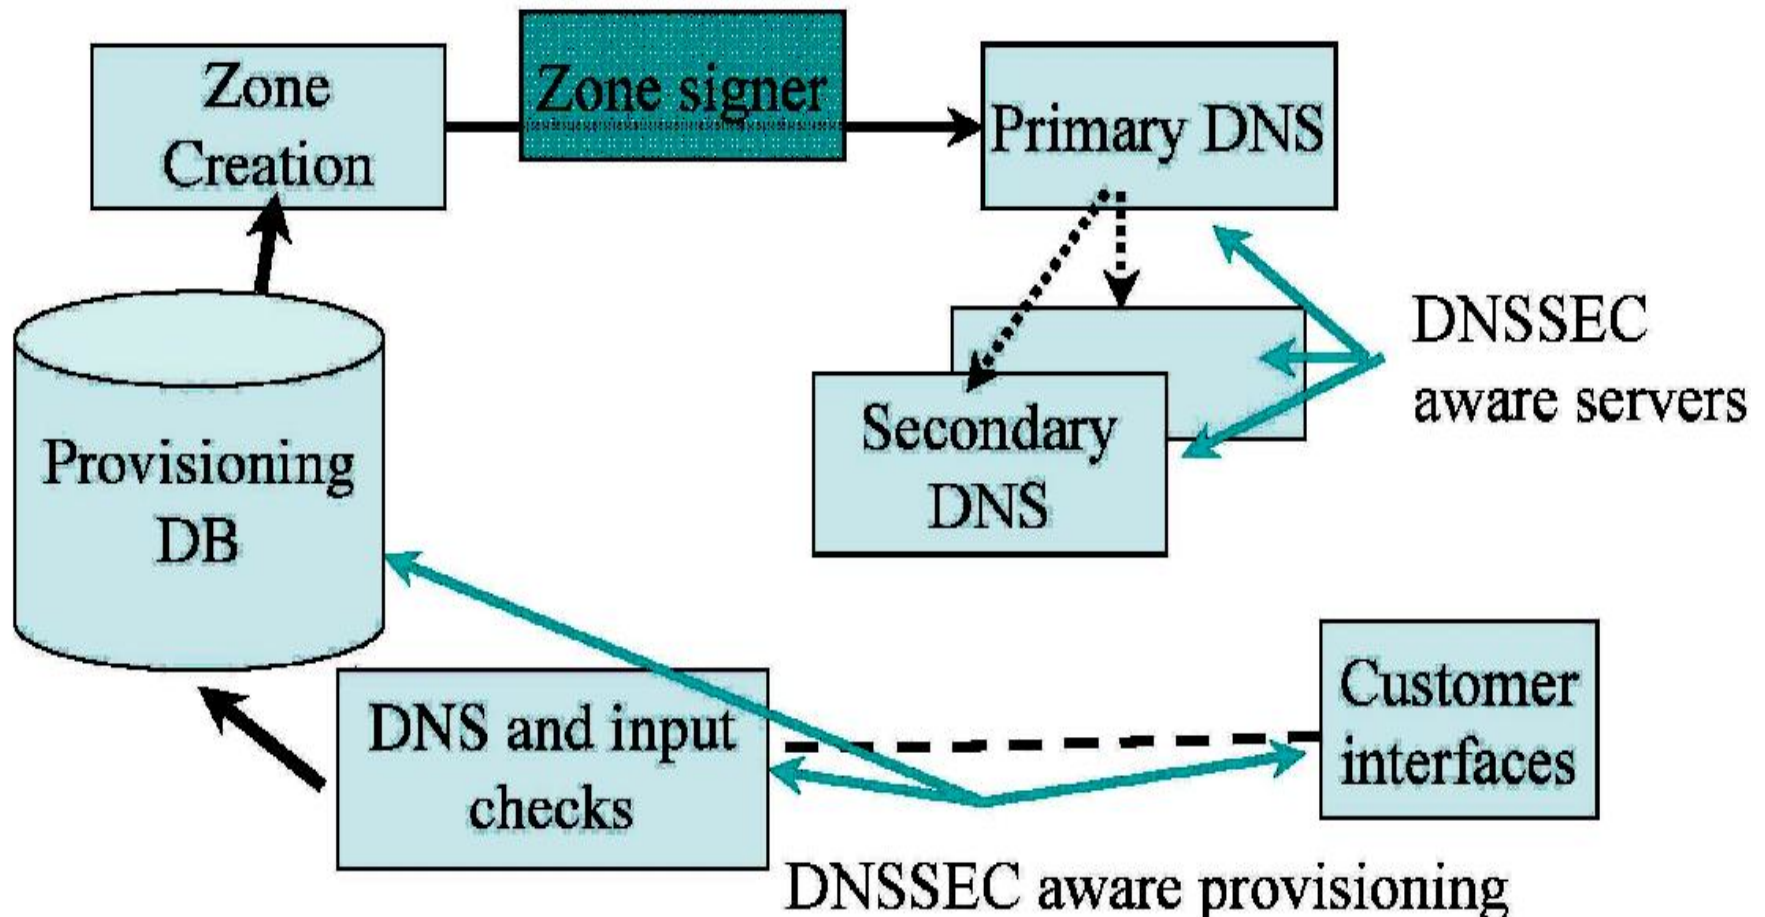 Zone
Creation
Zone signer
Primary DNS
DNSSEC
aware servers
Secondary
DNS
Provisioning
DB
Customer
interfaces
DNS and input
checks
DNSSEC aware provisioning